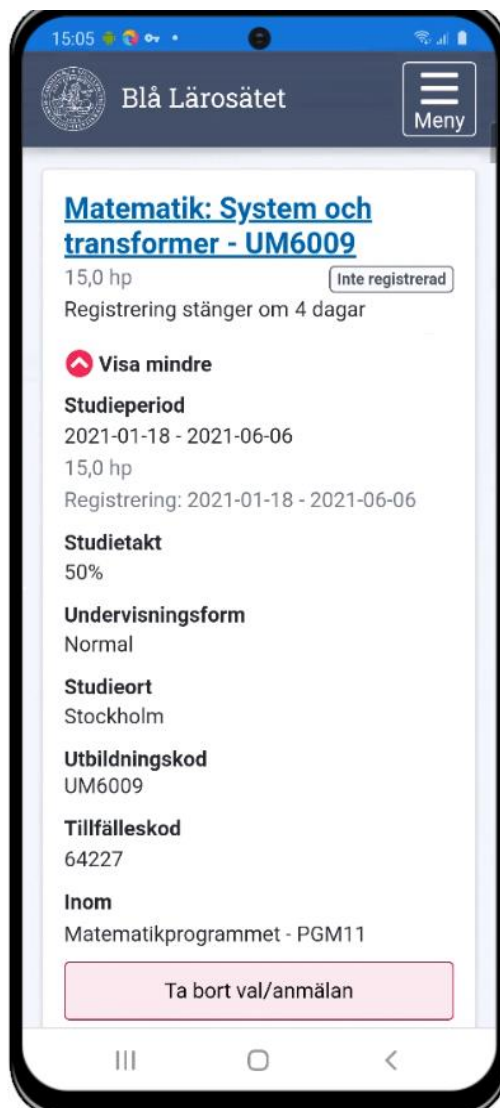 15:05
Blå Lärosätet
Meny
Matematik: System och
transformer - UM6009
15,0 hp
Inte registrerad
Registrering stänger om 4 dagar
Visa mindre
Studieperiod
2021-01-18 - 2021-06-06
15,0 hp
Registrering: 2021-01-18 - 2021-06-06
Studietakt
50%
Undervisningsform
Normal
Studieort
Stockholm
Utbildningskod
UM6009
Tillfälleskod
64227
Inom
Matematikprogrammet - PGM11
Ta bort val/anmälan